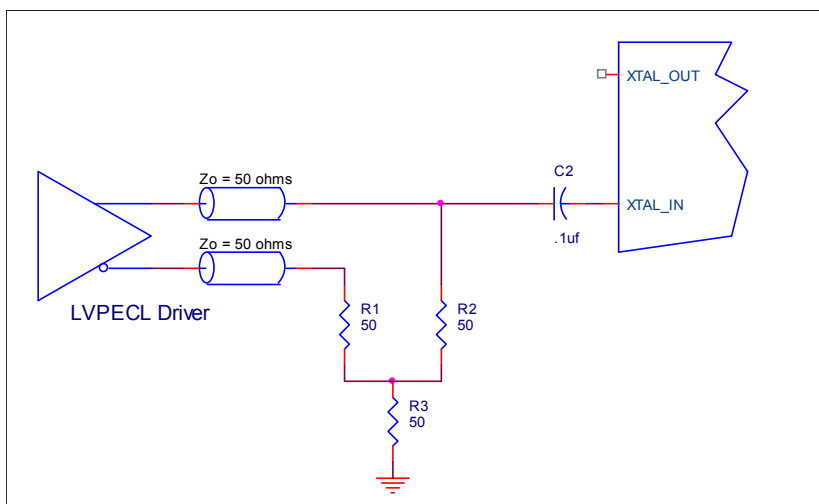 XTAL_OUT
Zo = 50 ohms
C2
XTAL_IN
.1uf
Zo = 50 ohms
LVPECL Driver
R1
50
R2
50
R3
50